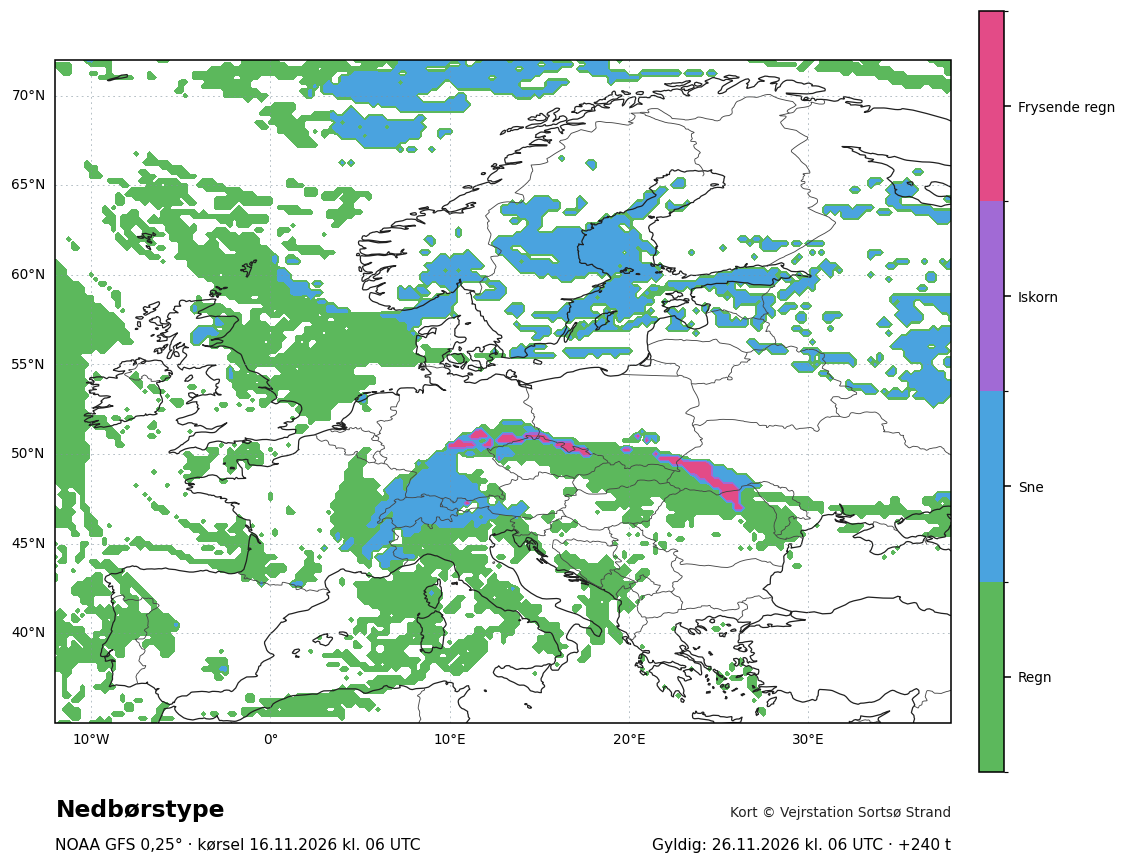 70°N
65°N
60°N
55°N
50°N
45°N
40°N
10°W
0°
10°E
20°E
30°E
Frysende regn
Iskorn
Sne
Regn
Nedbørstype
Kort © Vejrstation Sortsø Strand
NOAA GFS 0,25° · kørsel 16.11.2026 kl. 06 UTC
Gyldig: 26.11.2026 kl. 06 UTC · +240 t